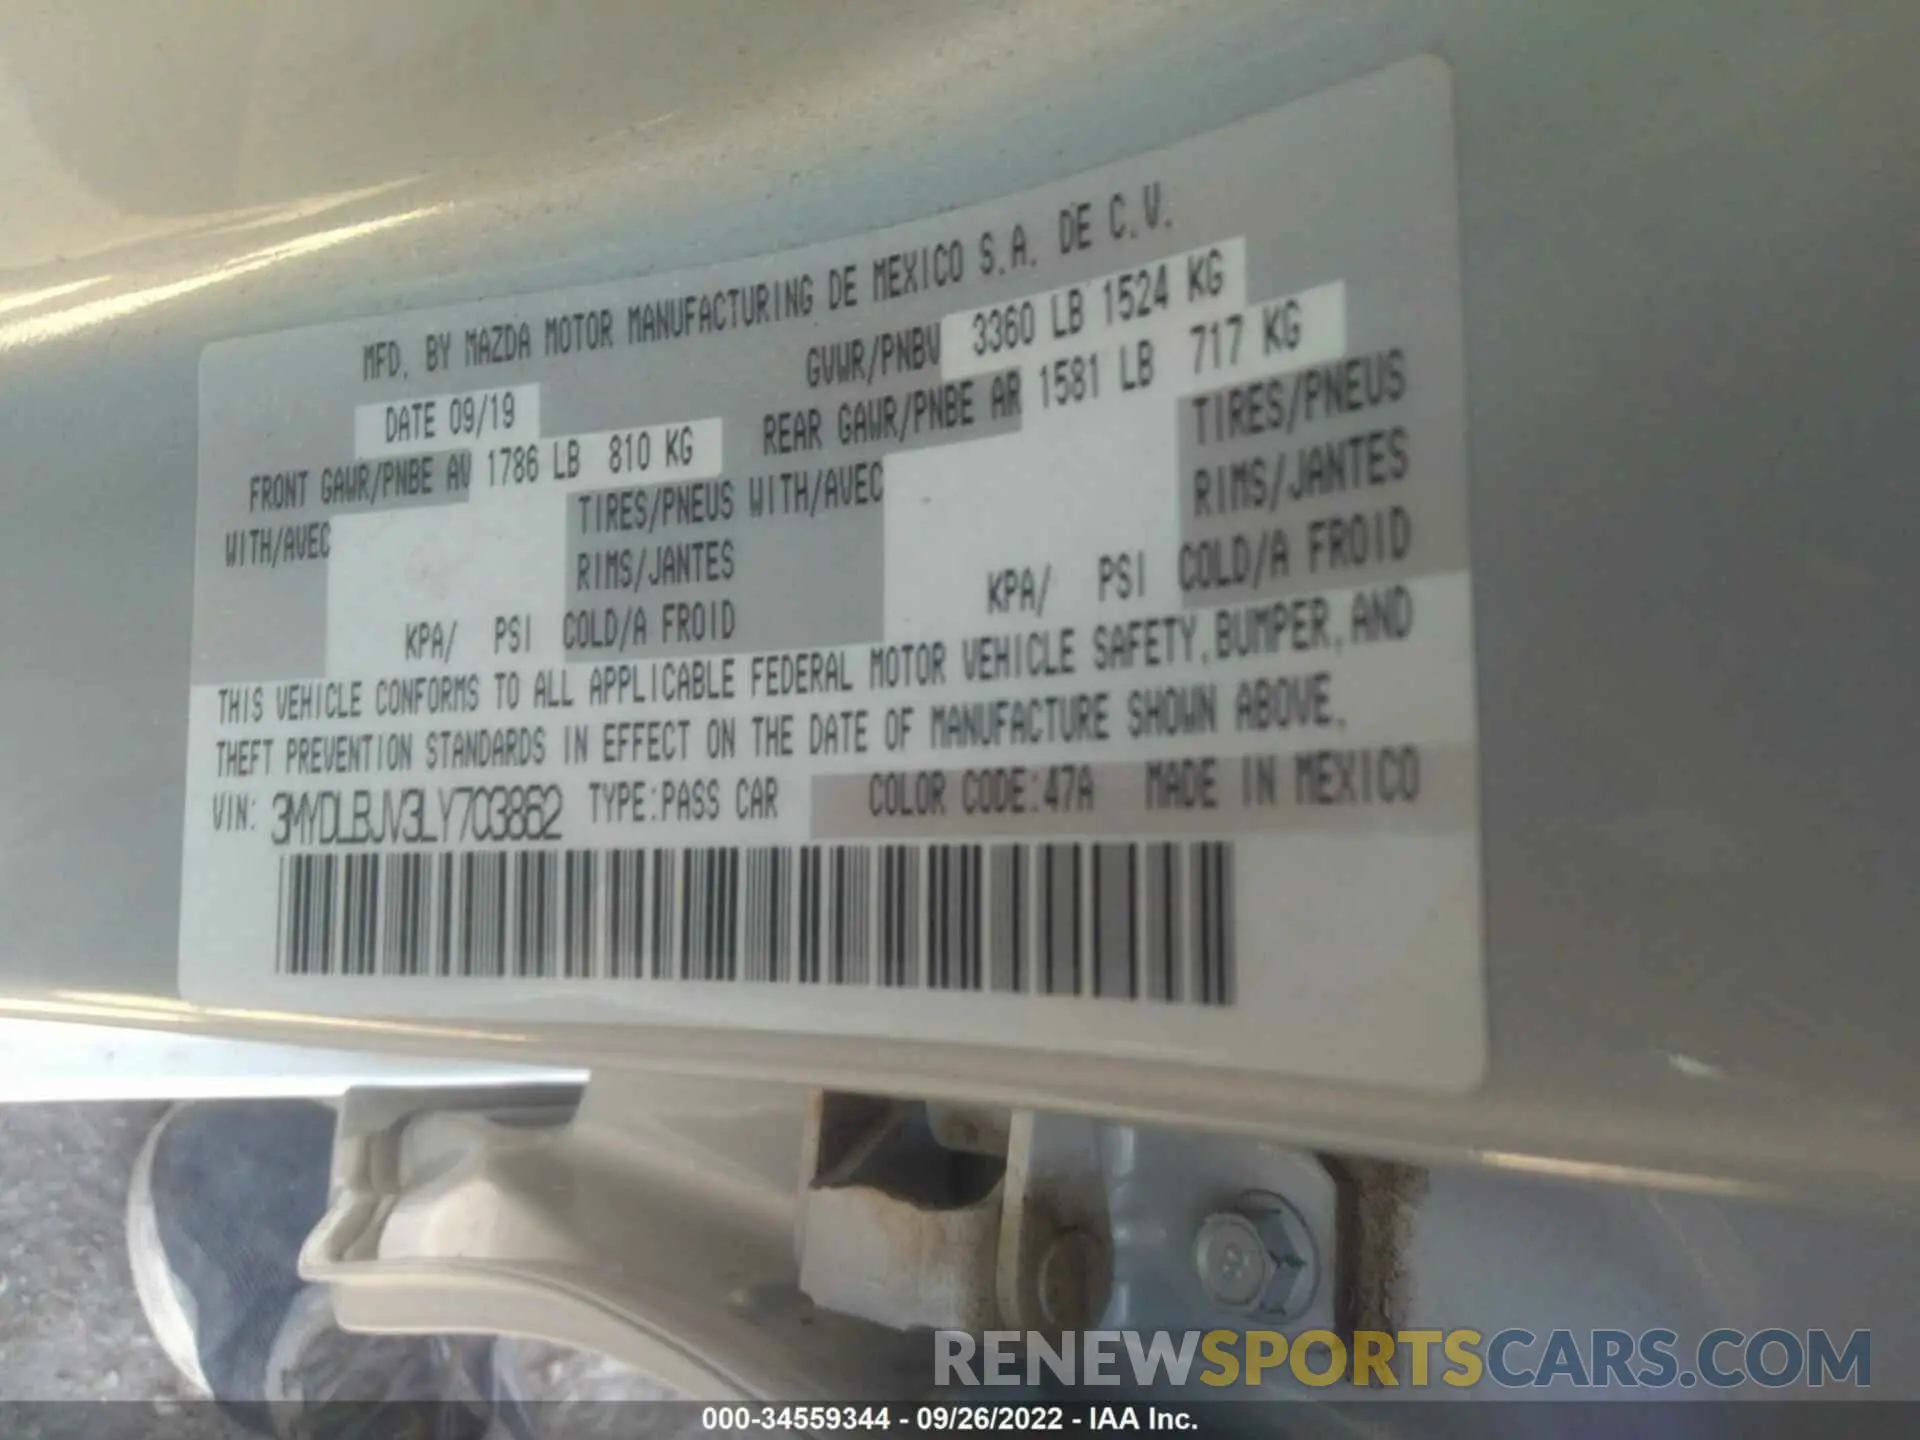 MFD. BY MAZDA MOTOR MANUFACTURING DE MEXICO S.A. DE C.V.
DATE 09/19 GVWR/PNBV 3360 LB 1524 KG
FRONT GAWR/PNBE AV 1786 LB 810 KG REAR GAWR/PNBE AR 1581 LB 717 KG
WITH/AVEC TIRES/PNEUS WITH/AVEC TIRES/PNEUS
RIMS/JANTES RIMS/JANTES
KPA/ PSI COLD/A FROID KPA/ PSI COLD/A FROID
THIS VEHICLE CONFORMS TO ALL APPLICABLE FEDERAL MOTOR VEHICLE SAFETY, BUMPER, AND
THEFT PREVENTION STANDARDS IN EFFECT ON THE DATE OF MANUFACTURE SHOWN ABOVE.
VIN: 3MYDLBJV3LY703862 TYPE:PASS CAR COLOR CODE:47A MADE IN MEXICO
RENEWSPORTSCARS.COM
000-34559344 - 09/26/2022 - IAA Inc.